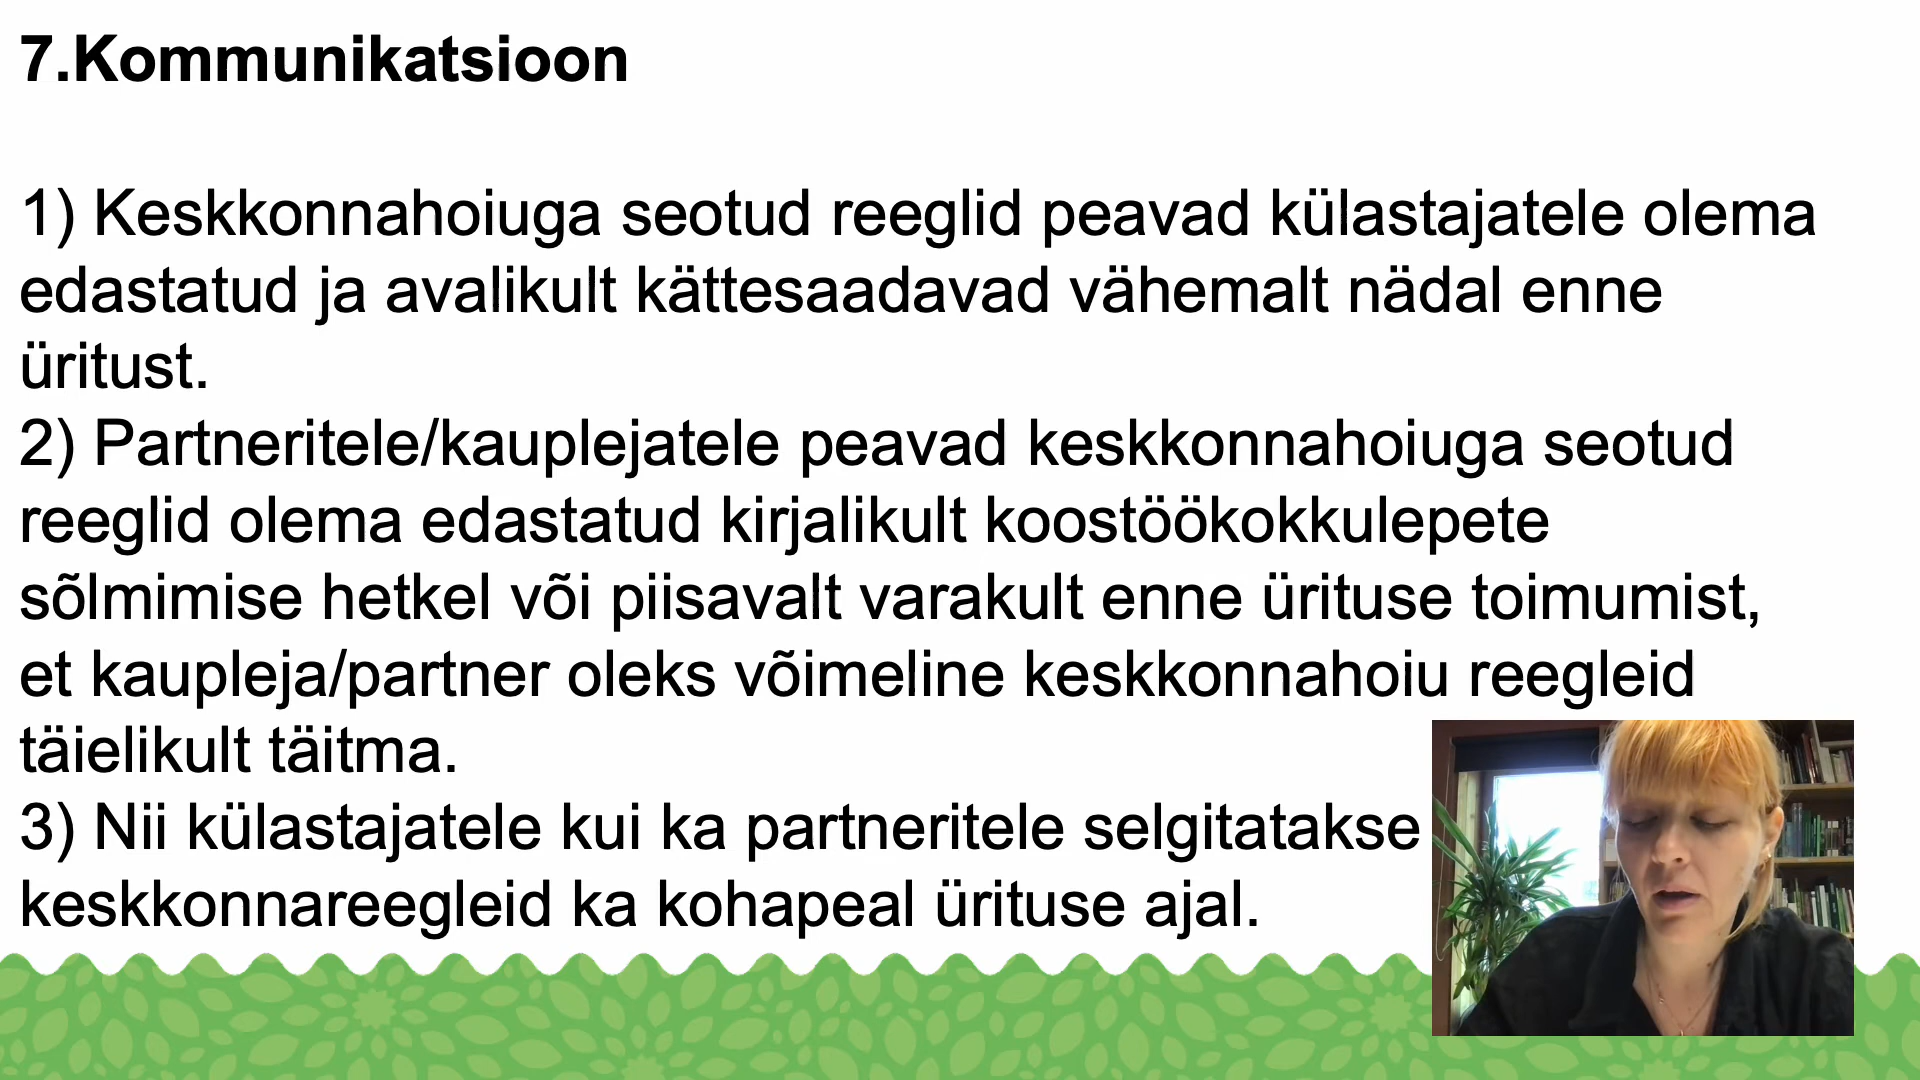 7.Kommunikatsioon
1) Keskkonnahoiuga seotud reeglid peavad külastajatele olema
edastatud ja avalikult kättesaadavad vähemalt nädal enne
üritust.
2) Partneritele/kauplejatele peavad keskkonnahoiuga seotud
reeglid olema edastatud kirjalikult koostöökokkulepete
sõlmimise hetkel või piisavalt varakult enne ürituse toimumist,
et kaupleja/partner oleks võimeline keskkonnahoiu reegleid
täielikult täitma.
3) Nii külastajatele kui ka partneritele selgitatakse
keskkonnareegleid ka kohapeal ürituse ajal.